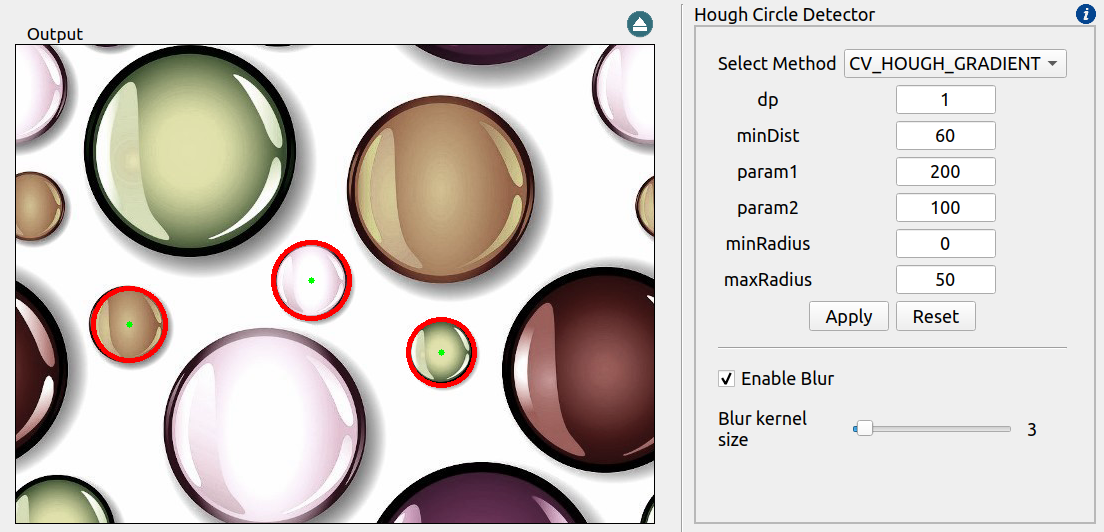 Output
Hough Circle Detector
i
Select Method CV_HOUGH_GRADIENT
dp 1
minDist 60
param1 200
param2 100
minRadius 0
maxRadius 50
Apply Reset
Enable Blur
Blur kernel
size 3